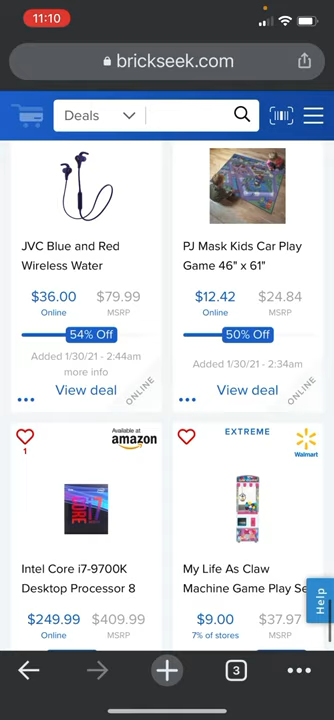 11:10
brickseek.com
Deals
JVC Blue and Red
Wireless Water
$36.00 $79.99
Online MSRP
54% Off
Added 1/30/21 - 2:44am
more info
View deal
ONLINE
PJ Mask Kids Car Play
Game 46" x 61"
$12.42 $24.84
Online MSRP
50% Off
Added 1/30/21 - 2:34am
View deal
ONLINE
1
Available at
amazon
Intel Core i7-9700K
Desktop Processor 8
$249.99 $409.99
Online MSRP
EXTREME
Walmart
My Life As Claw
Machine Game Play Se
$9.00 $37.97
7% of stores MSRP
Help
3